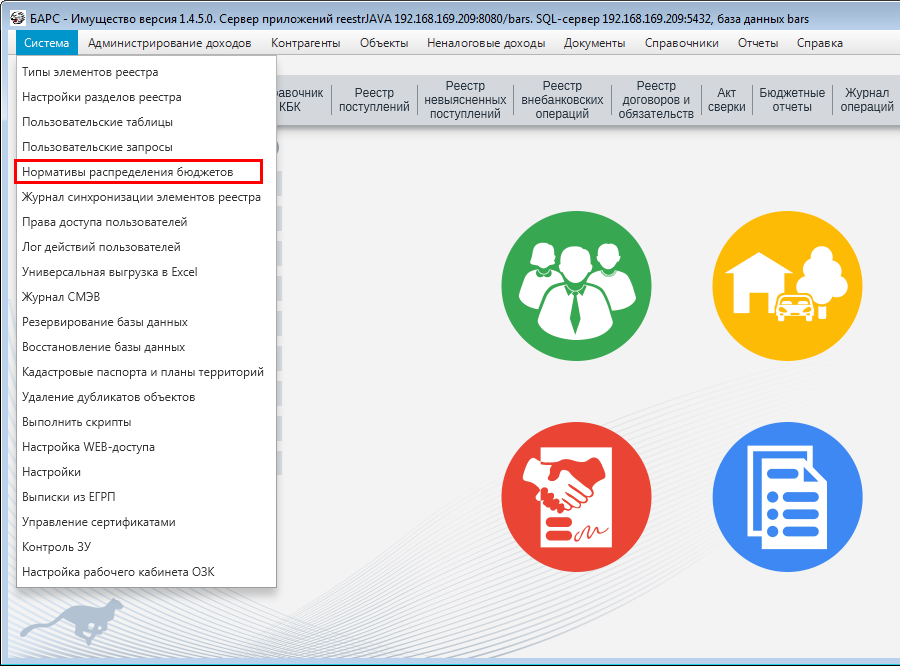 БАРС - Имущество версия 1.4.5.0. Сервер приложений reestrJAVA 192.168.169.209:8080/bars. SQL-сервер 192.168.169.209:5432, база данных bars
Система Администрирование доходов Контрагенты Объекты Неналоговые доходы Документы Справочники Отчеты Справка
КБК
Реестр
поступлений
Реестр
невыясненных
поступлений
Реестр
внебанковских
операций
Реестр
договоров и
обязательств
Акт
сверки
Бюджетные
отчеты
Журнал
операций
Типы элементов реестра
Настройки разделов реестра
Пользовательские таблицы
Пользовательские запросы
Нормативы распределения бюджетов
Журнал синхронизации элементов реестра
Права доступа пользователей
Лог действий пользователей
Универсальная выгрузка в Excel
Журнал СМЭВ
Резервирование базы данных
Восстановление базы данных
Кадастровые паспорта и планы территорий
Удаление дубликатов объектов
Выполнить скрипты
Настройка WEB-доступа
Настройки
Выписки из ЕГРП
Управление сертификатами
Контроль ЗУ
Настройка рабочего кабинета ОЗК